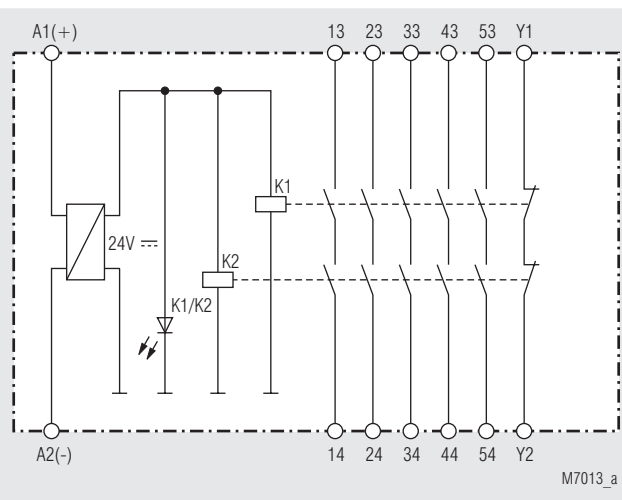 A1(+) 13 23 33 43 53 Y1
K1
24V ⎓
K2
K1/K2
A2(-) 14 24 34 44 54 Y2
M7013_a